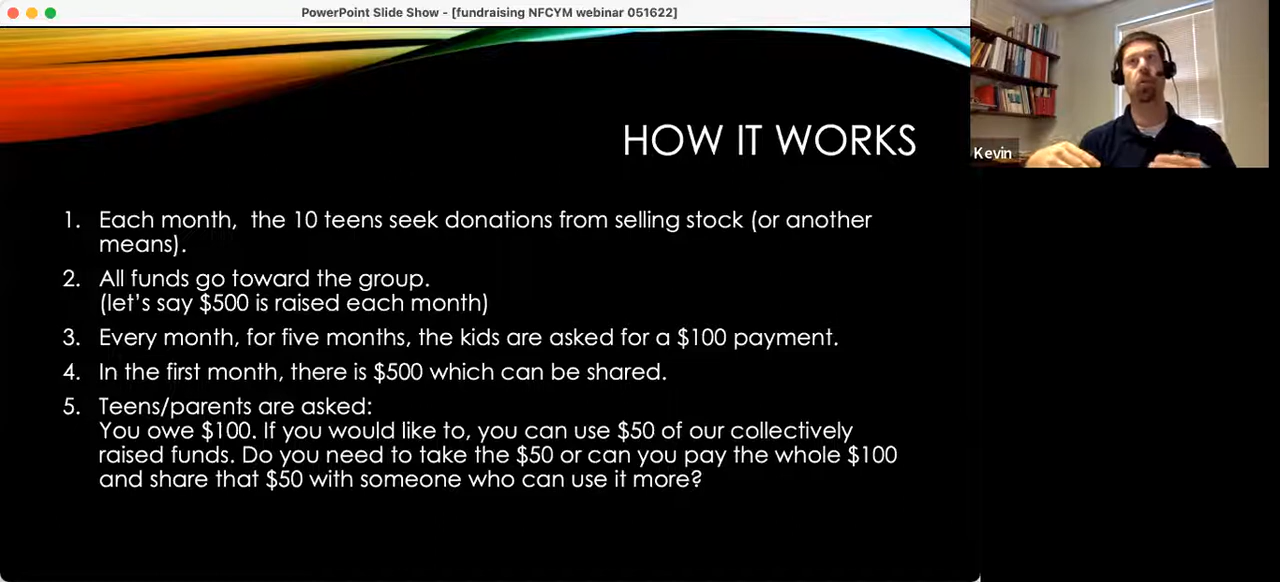 PowerPoint Slide Show - [fundraising NFCYM webinar 051622]
HOW IT WORKS
Kevin
1. Each month,  the 10 teens seek donations from selling stock (or another
means).
2. All funds go toward the group.
(let's say $500 is raised each month)
3. Every month, for five months, the kids are asked for a $100 payment.
4. In the first month, there is $500 which can be shared.
5. Teens/parents are asked:
You owe $100. If you would like to, you can use $50 of our collectively
raised funds. Do you need to take the $50 or can you pay the whole $100
and share that $50 with someone who can use it more?